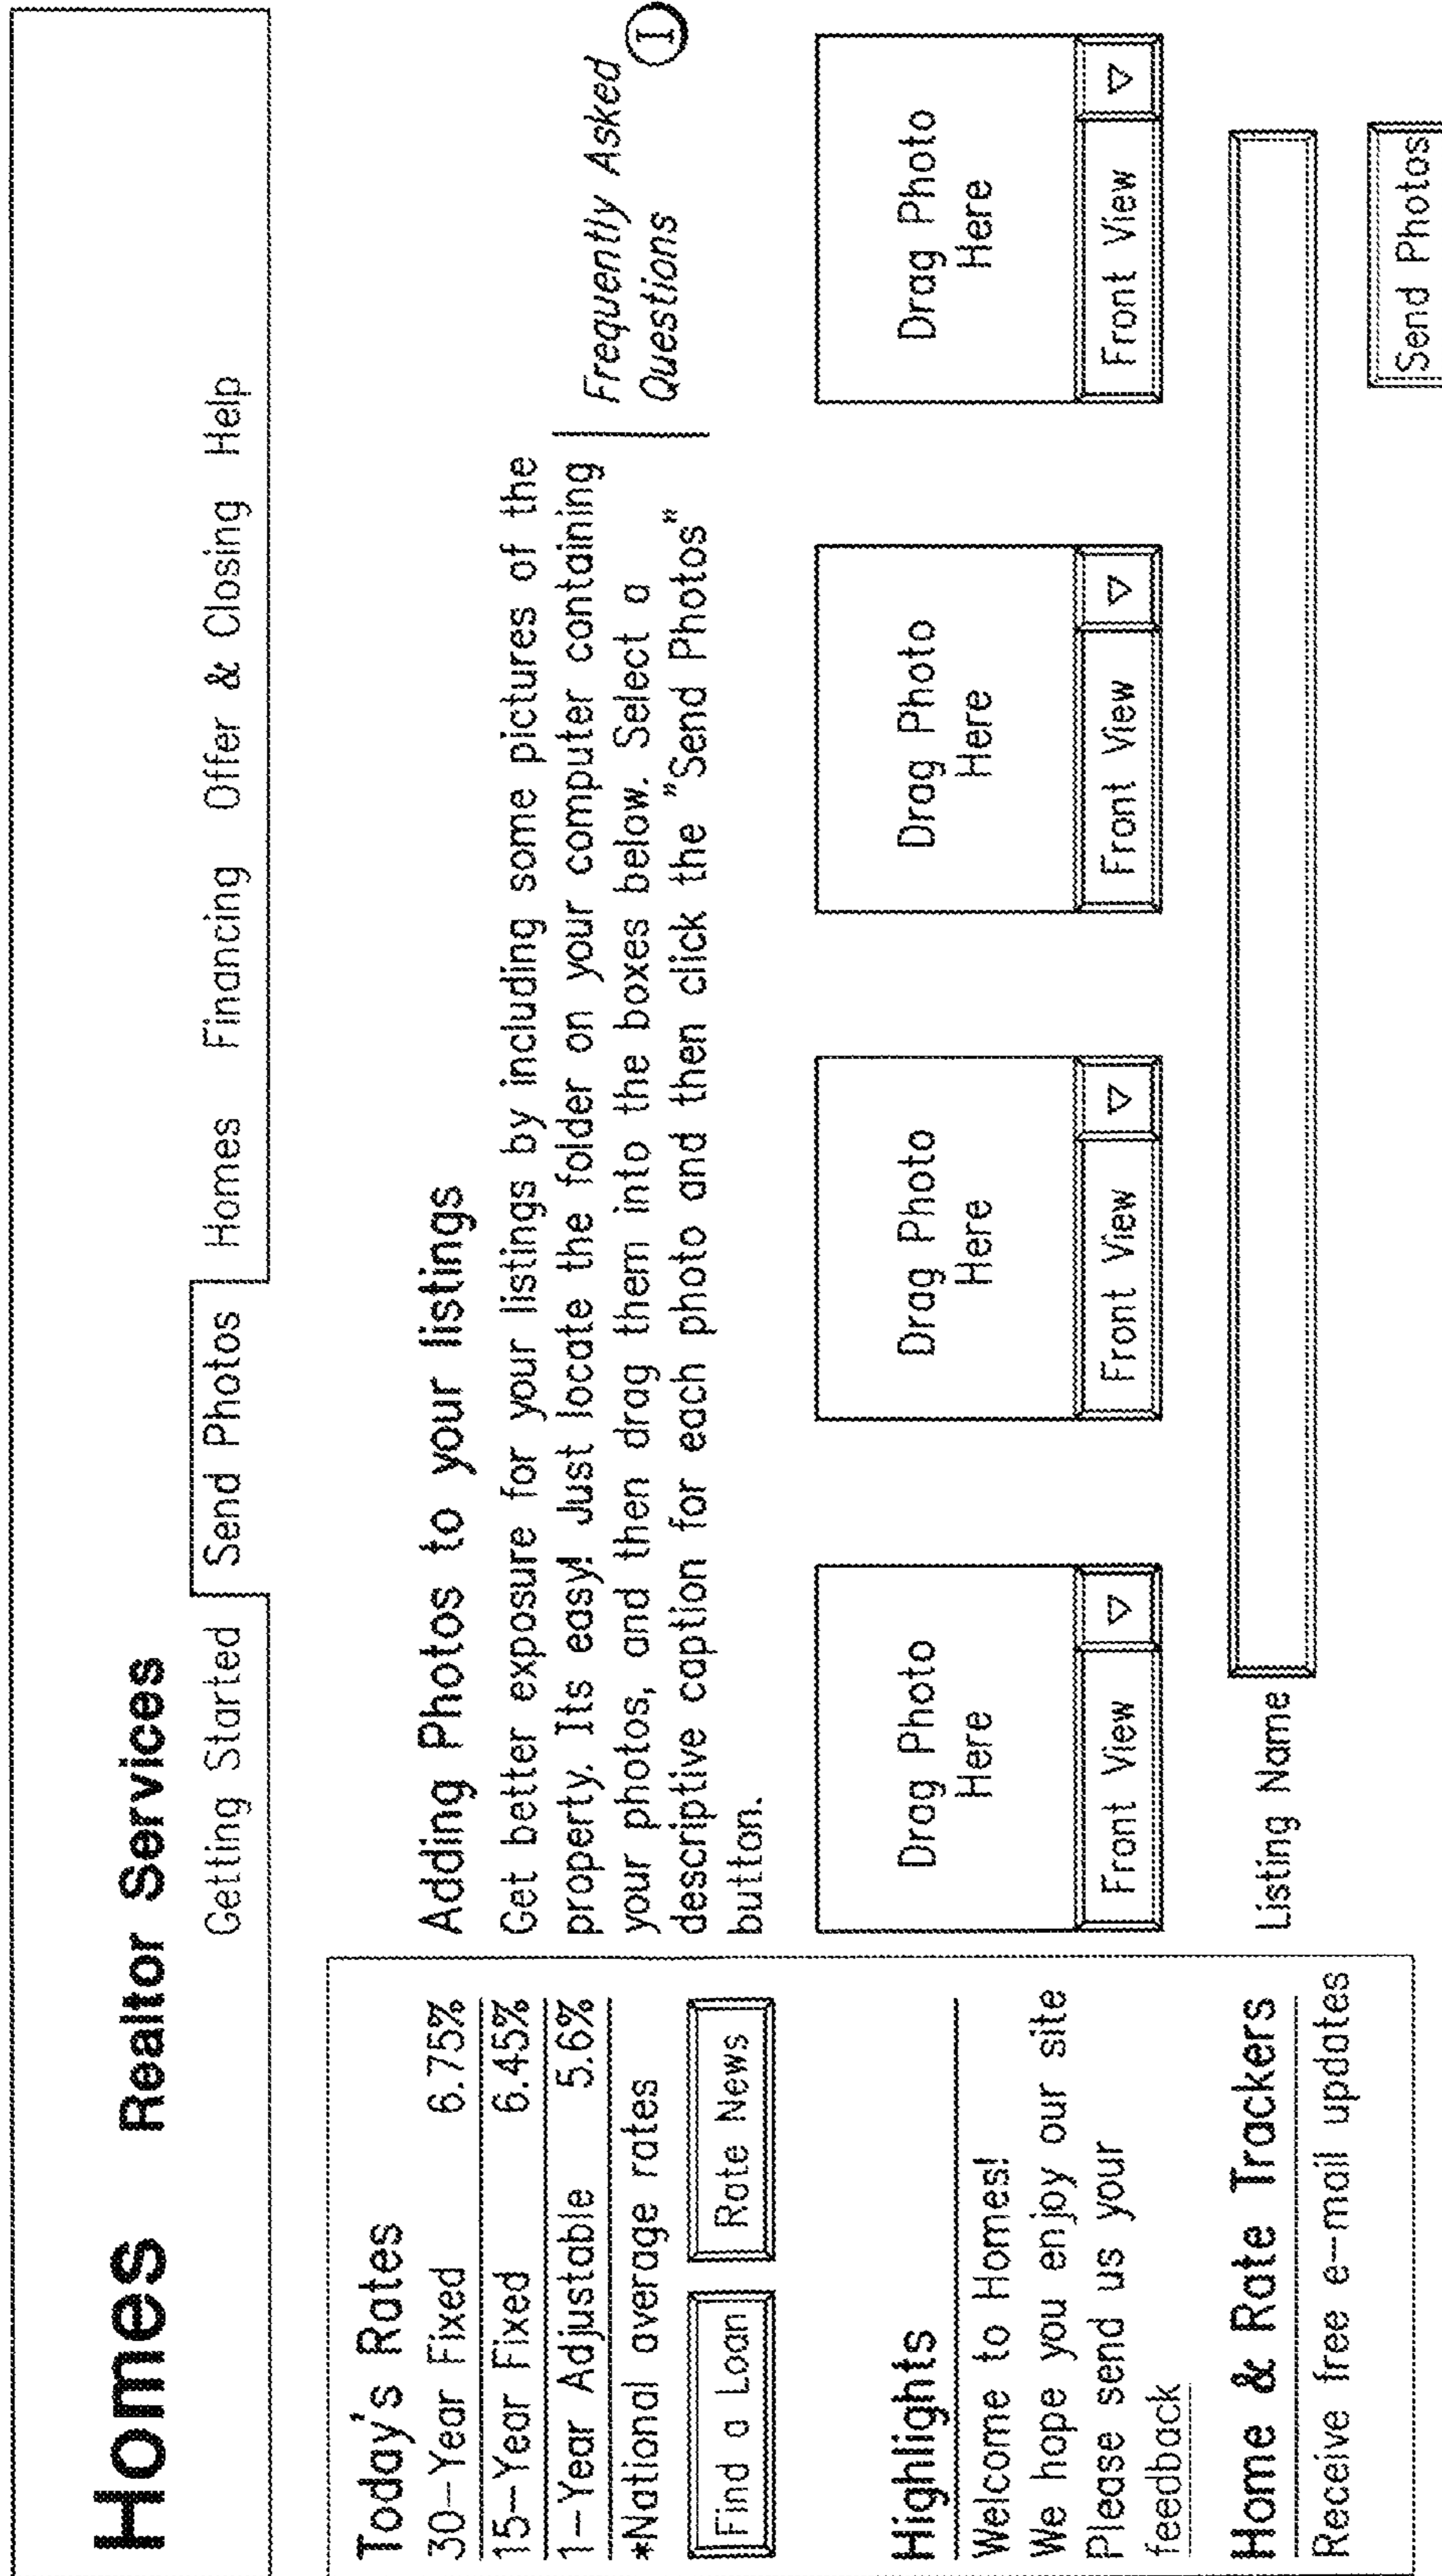 Homes Realtor Services
Getting Started Send Photos Homes Financing Offer & Closing Help
Today's Rates
30-Year Fixed 6.75%
15-Year Fixed 6.45%
1-Year Adjustable 5.6%
*National average rates
Find a Loan Rate News
Highlights
Welcome to Homes!
We hope you enjoy our site
Please send us your
feedback
Home & Rate Trackers
Receive free e-mail updates
Adding Photos to your listings
Get better exposure for your listings by including some pictures of the
property. Its easy! Just locate the folder on your computer containing
your photos, and then drag them into the boxes below. Select a
descriptive caption for each photo and then click the "Send Photos"
button.
Frequently Asked
Questions
I
Drag Photo
Here
Front View
Drag Photo
Here
Front View
Drag Photo
Here
Front View
Drag Photo
Here
Front View
Listing Name
Send Photos